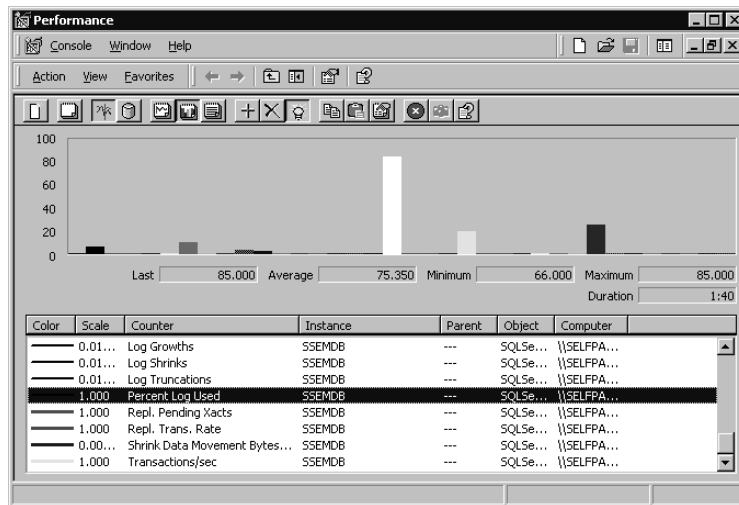 Performance
Console Window Help
Action View Favorites
100
80
60
40
20
0
Last 85.000 Average 75.350 Minimum 66.000 Maximum 85.000
Duration 1:40
Color Scale Counter Instance Parent Object Computer
0.01... Log Growths SSEMDB --- SQLSe... \\SELFPA...
0.01... Log Shrinks SSEMDB --- SQLSe... \\SELFPA...
0.01... Log Truncations SSEMDB --- SQLSe... \\SELFPA...
1.000 Percent Log Used SSEMDB --- SQLSe... \\SELFPA...
1.000 Repl. Pending Xacts SSEMDB --- SQLSe... \\SELFPA...
1.000 Repl. Trans. Rate SSEMDB --- SQLSe... \\SELFPA...
0.00... Shrink Data Movement Bytes... SSEMDB --- SQLSe... \\SELFPA...
1.000 Transactions/sec SSEMDB --- SQLSe... \\SELFPA...